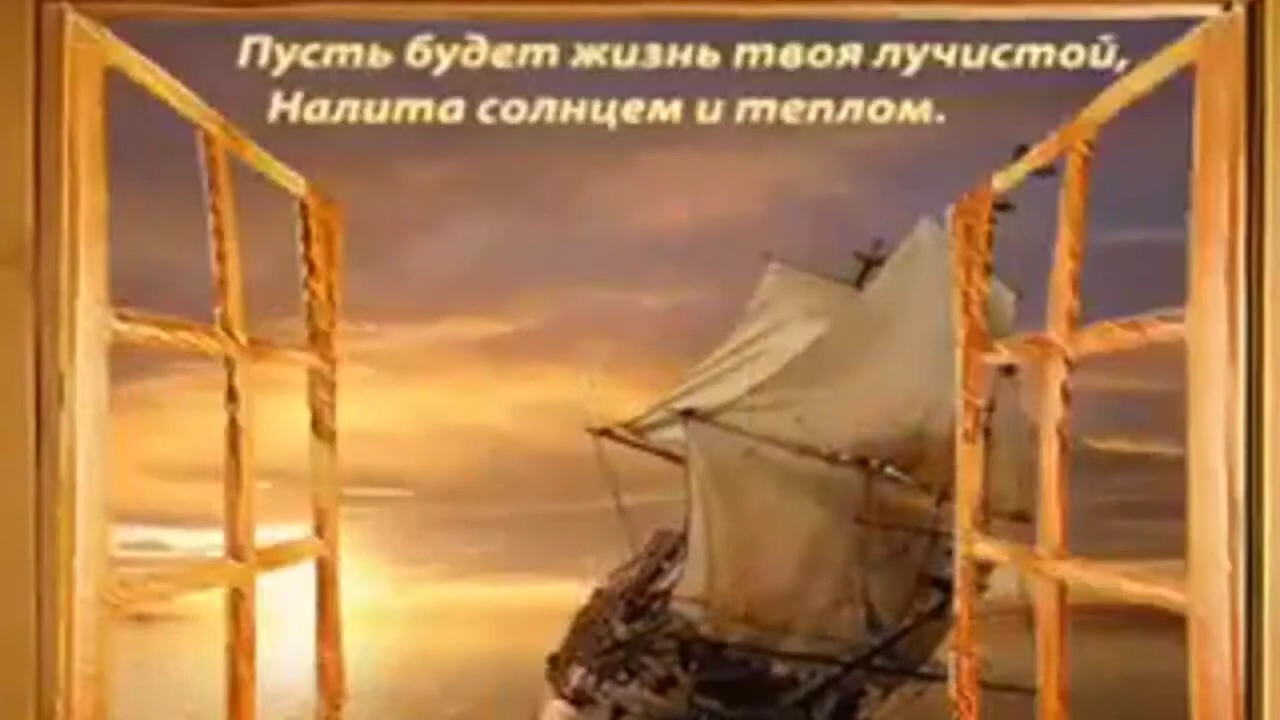 Пусть будет жизнь твоя лучистой,
Налита солнцем и теплом.